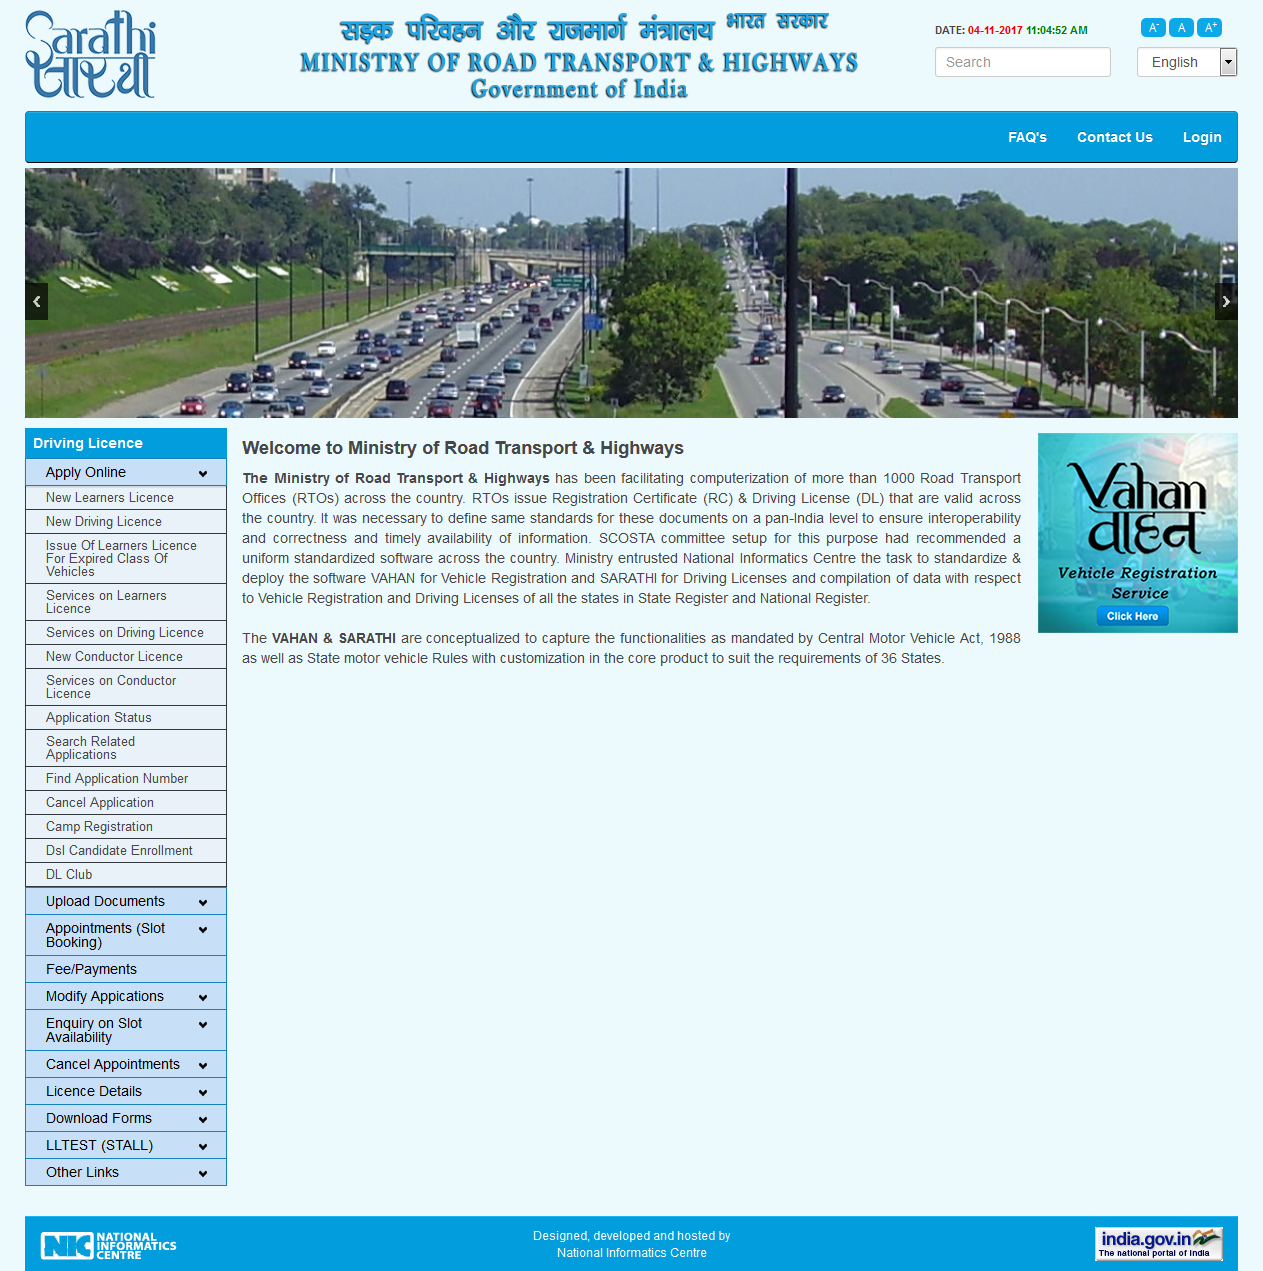 Sarathi
सारथी
सड़क परिवहन और राजमार्ग मंत्रालय भारत सरकार
MINISTRY OF ROAD TRANSPORT & HIGHWAYS
Government of India
DATE: 04-11-2017 11:04:52 AM
A- A A+
Search
English
FAQ's Contact Us Login
Driving Licence
Apply Online
New Learners Licence
New Driving Licence
Issue Of Learners Licence
For Expired Class Of
Vehicles
Services on Learners
Licence
Services on Driving Licence
New Conductor Licence
Services on Conductor
Licence
Application Status
Search Related
Applications
Find Application Number
Cancel Application
Camp Registration
Dsl Candidate Enrollment
DL Club
Upload Documents
Appointments (Slot
Booking)
Fee/Payments
Modify Appications
Enquiry on Slot
Availability
Cancel Appointments
Licence Details
Download Forms
LLTEST (STALL)
Other Links
Welcome to Ministry of Road Transport & Highways
The Ministry of Road Transport & Highways has been facilitating computerization of more than 1000 Road Transport
Offices (RTOs) across the country. RTOs issue Registration Certificate (RC) & Driving License (DL) that are valid across
the country. It was necessary to define same standards for these documents on a pan-India level to ensure interoperability
and correctness and timely availability of information. SCOSTA committee setup for this purpose had recommended a
uniform standardized software across the country. Ministry entrusted National Informatics Centre the task to standardize &
deploy the software VAHAN for Vehicle Registration and SARATHI for Driving Licenses and compilation of data with respect
to Vehicle Registration and Driving Licenses of all the states in State Register and National Register.
The VAHAN & SARATHI are conceptualized to capture the functionalities as mandated by Central Motor Vehicle Act, 1988
as well as State motor vehicle Rules with customization in the core product to suit the requirements of 36 States.
Vahan
वाहन
Vehicle Registration
Service
Click Here
NIC
NATIONAL
INFORMATICS
CENTRE
Designed, developed and hosted by
National Informatics Centre
india.gov.in
The national portal of India